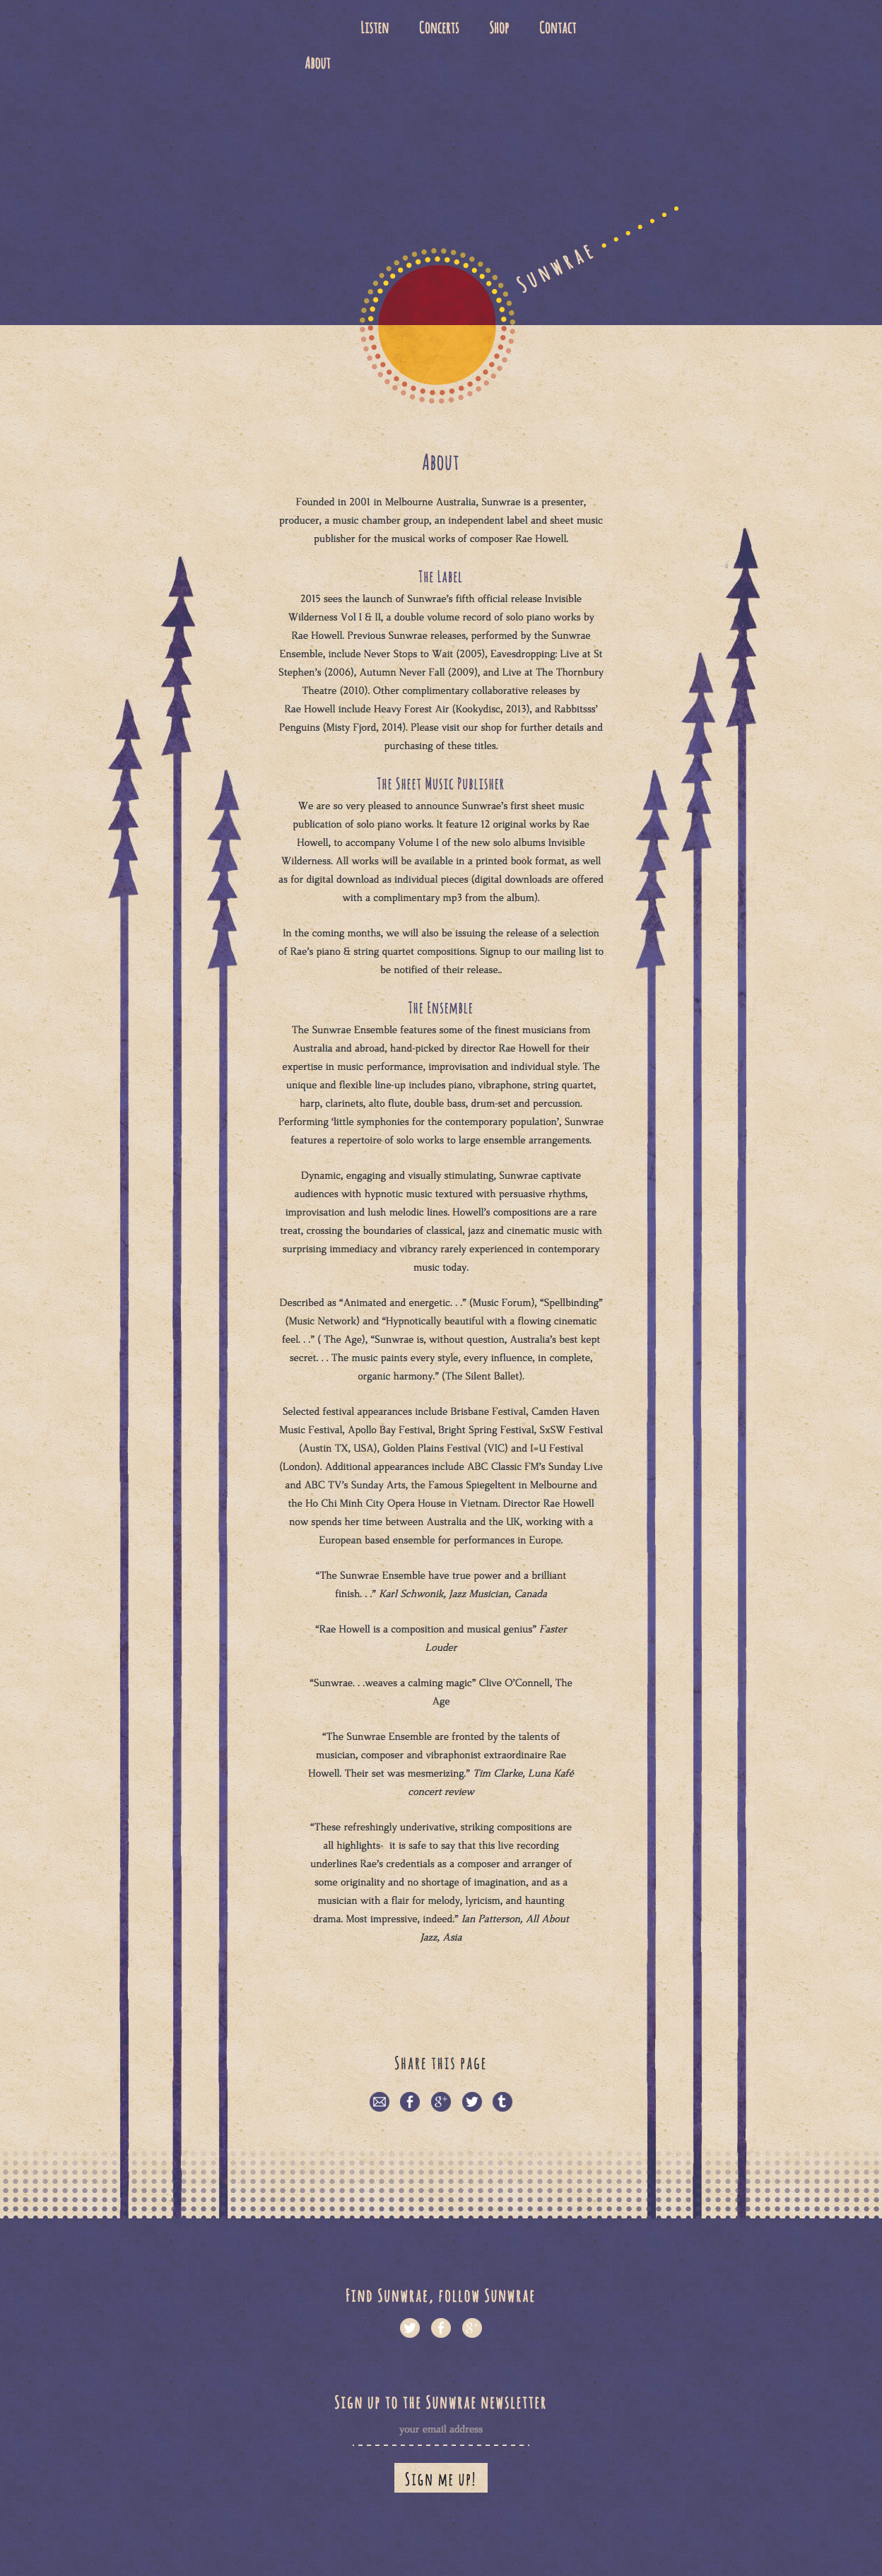 Listen Concerts Shop Contact
About
Sunwrae
About
Founded in 2001 in Melbourne Australia, Sunwrae is a presenter,
producer, a music chamber group, an independent label and sheet music
publisher for the musical works of composer Rae Howell.
The Label
2015 sees the launch of Sunwrae's fifth official release Invisible
Wilderness Vol I & II, a double volume record of solo piano works by
Rae Howell. Previous Sunwrae releases, performed by the Sunwrae
Ensemble, include Never Stops to Wait (2005), Eavesdropping: Live at St
Stephen's (2006), Autumn Never Fall (2009), and Live at The Thornbury
Theatre (2010). Other complimentary collaborative releases by
Rae Howell include Heavy Forest Air (Kookydisc, 2013), and Rabbitsss'
Penguins (Misty Fjord, 2014). Please visit our shop for further details and
purchasing of these titles.
The Sheet Music Publisher
We are so very pleased to announce Sunwrae's first sheet music
publication of solo piano works. It feature 12 original works by Rae
Howell, to accompany Volume I of the new solo albums Invisible
Wilderness. All works will be available in a printed book format, as well
as for digital download as individual pieces (digital downloads are offered
with a complimentary mp3 from the album).
In the coming months, we will also be issuing the release of a selection
of Rae's piano & string quartet compositions. Signup to our mailing list to
be notified of their release..
The Ensemble
The Sunwrae Ensemble features some of the finest musicians from
Australia and abroad, hand-picked by director Rae Howell for their
expertise in music performance, improvisation and individual style. The
unique and flexible line-up includes piano, vibraphone, string quartet,
harp, clarinets, alto flute, double bass, drum-set and percussion.
Performing 'little symphonies for the contemporary population', Sunwrae
features a repertoire of solo works to large ensemble arrangements.
Dynamic, engaging and visually stimulating, Sunwrae captivate
audiences with hypnotic music textured with persuasive rhythms,
improvisation and lush melodic lines. Howell's compositions are a rare
treat, crossing the boundaries of classical, jazz and cinematic music with
surprising immediacy and vibrancy rarely experienced in contemporary
music today.
Described as “Animated and energetic. . .” (Music Forum), “Spellbinding”
(Music Network) and “Hypnotically beautiful with a flowing cinematic
feel. . .” ( The Age), “Sunwrae is, without question, Australia's best kept
secret. . . The music paints every style, every influence, in complete,
organic harmony.” (The Silent Ballet).
Selected festival appearances include Brisbane Festival, Camden Haven
Music Festival, Apollo Bay Festival, Bright Spring Festival, SxSW Festival
(Austin TX, USA), Golden Plains Festival (VIC) and I=U Festival
(London). Additional appearances include ABC Classic FM's Sunday Live
and ABC TV's Sunday Arts, the Famous Spiegeltent in Melbourne and
the Ho Chi Minh City Opera House in Vietnam. Director Rae Howell
now spends her time between Australia and the UK, working with a
European based ensemble for performances in Europe.
“The Sunwrae Ensemble have true power and a brilliant
finish. . .” Karl Schwonik, Jazz Musician, Canada
“Rae Howell is a composition and musical genius” Faster
Louder
“Sunwrae. . .weaves a calming magic” Clive O'Connell, The
Age
“The Sunwrae Ensemble are fronted by the talents of
musician, composer and vibraphonist extraordinaire Rae
Howell. Their set was mesmerizing.” Tim Clarke, Luna Kafé
concert review
“These refreshingly underivative, striking compositions are
all highlights- it is safe to say that this live recording
underlines Rae's credentials as a composer and arranger of
some originality and no shortage of imagination, and as a
musician with a flair for melody, lyricism, and haunting
drama. Most impressive, indeed.” Ian Patterson, All About
Jazz, Asia
Share this page
Find Sunwrae, follow Sunwrae
Sign up to the Sunwrae newsletter
your email address
Sign me up!